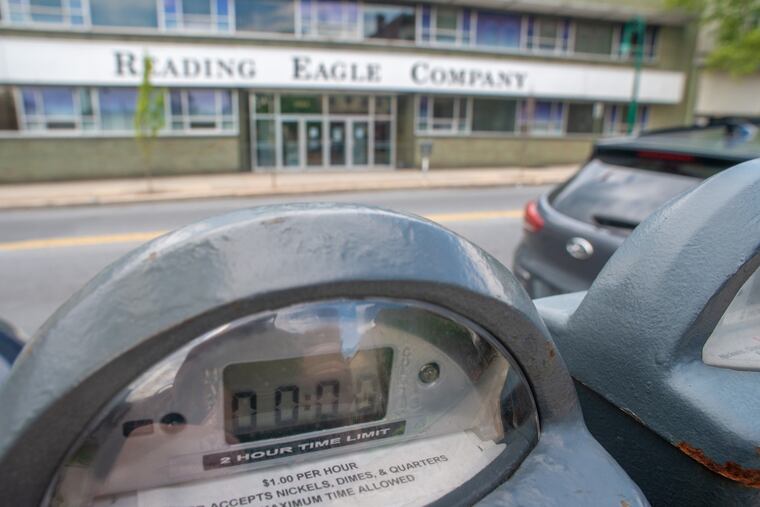 READING EAGLE COMPANY
00:00
2 HOUR TIME LIMIT
$1.00 PER HOUR
ACCEPTS NICKELS, DIMES, & QUARTERS
MAXIMUM TIME ALLOWED